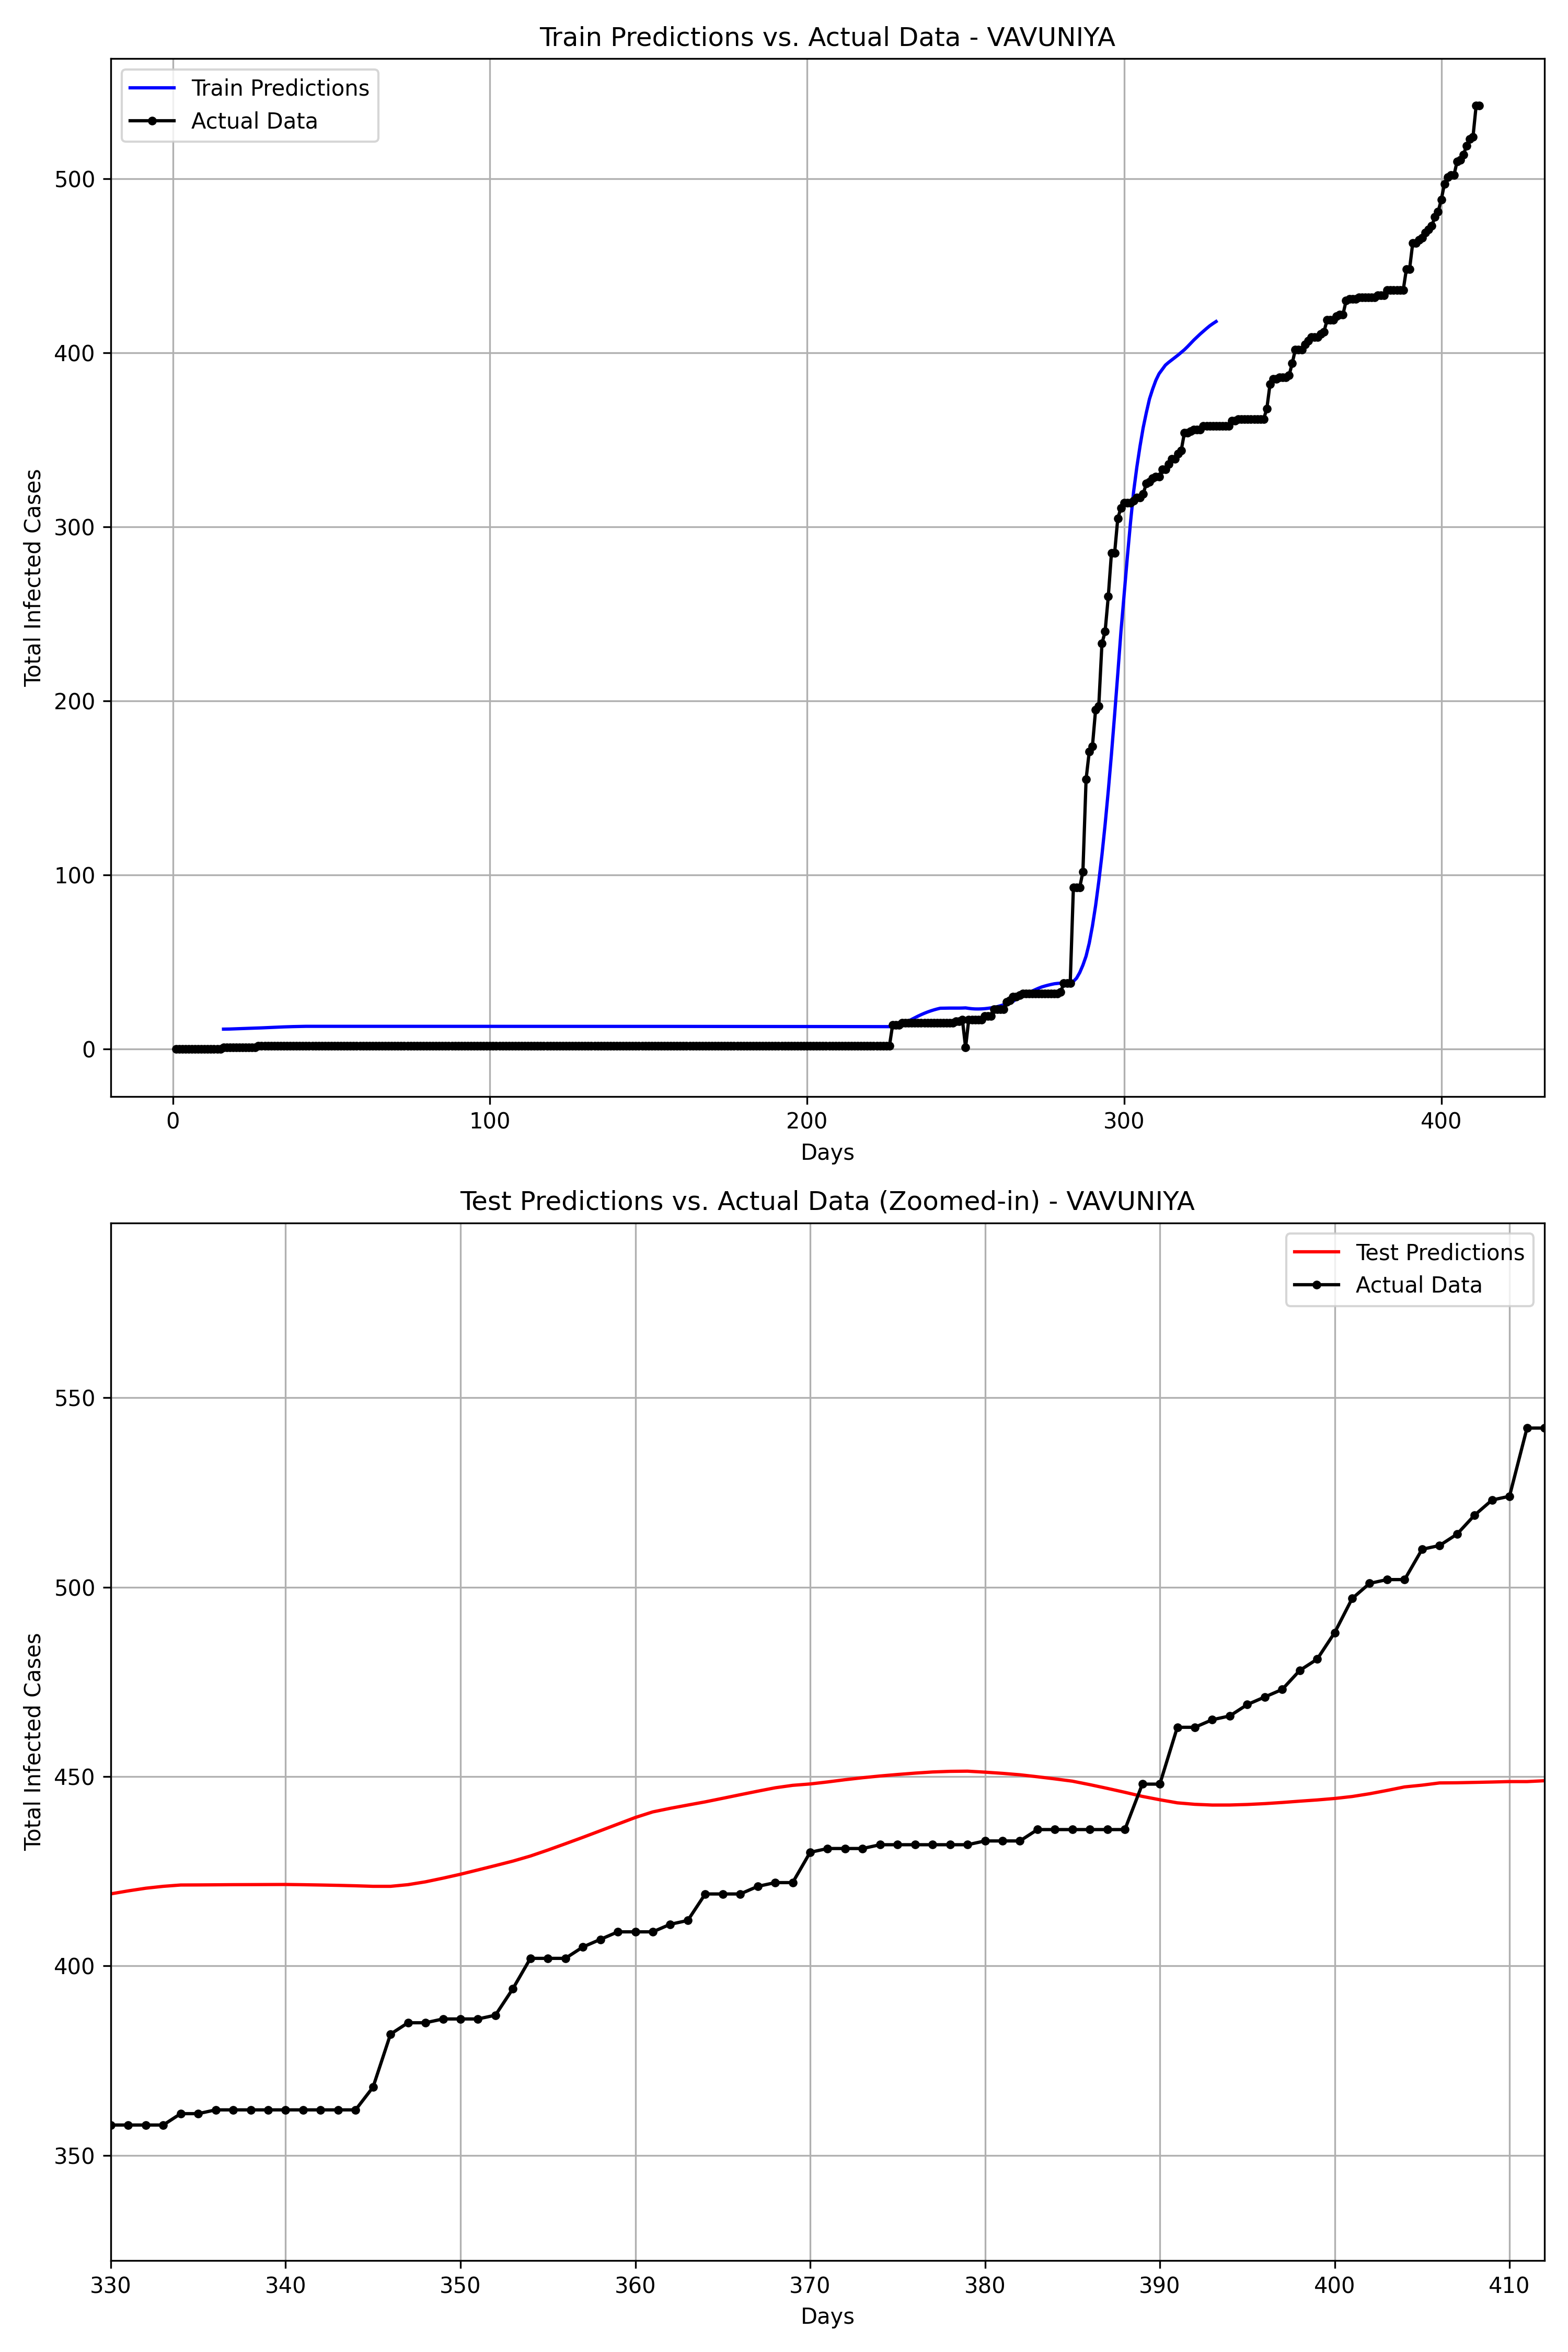 Train Predictions vs. Actual Data - VAVUNIYA
Train Predictions
Actual Data
500
400
300
200
100
0
Total Infected Cases
0 100 200 300 400
Days
Test Predictions vs. Actual Data (Zoomed-in) - VAVUNIYA
Test Predictions
Actual Data
550
500
450
400
350
Total Infected Cases
330 340 350 360 370 380 390 400 410
Days